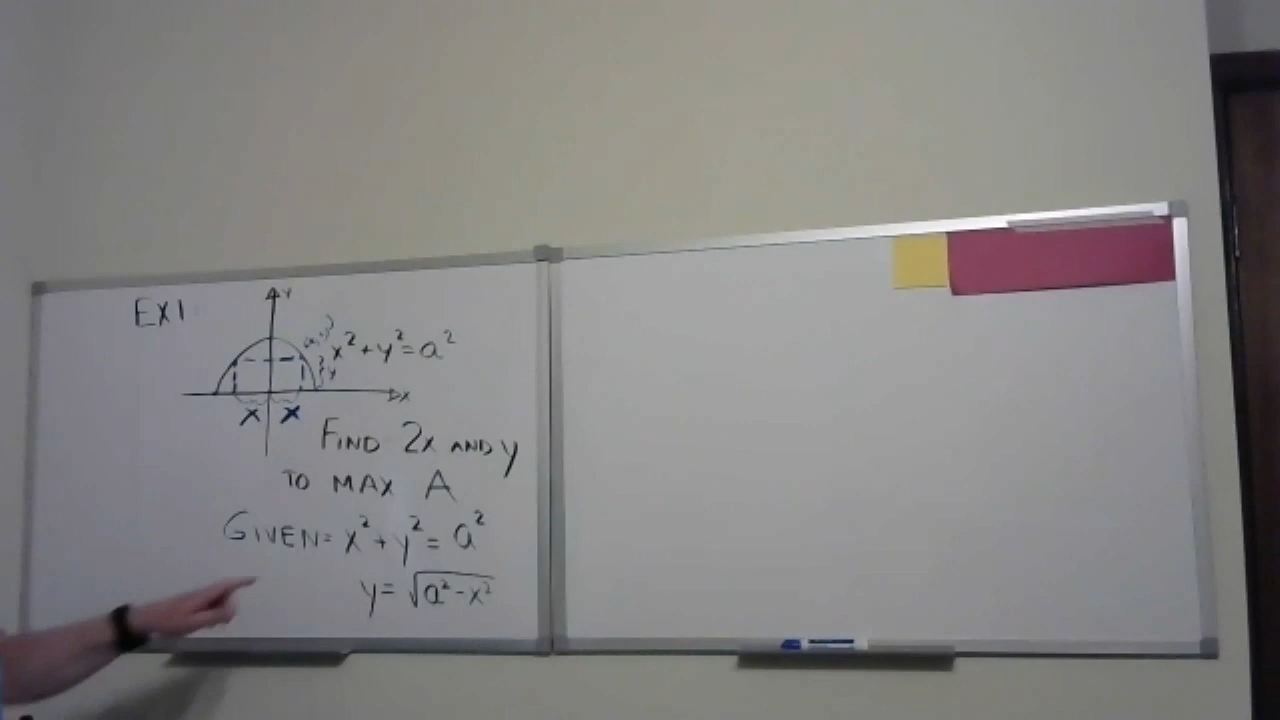 EX1
Y
(x,y)
x²+y²=a²
y
x
x x
FIND 2x AND y
TO MAX A
GIVEN= x²+y²=a²
y=√a²-x²